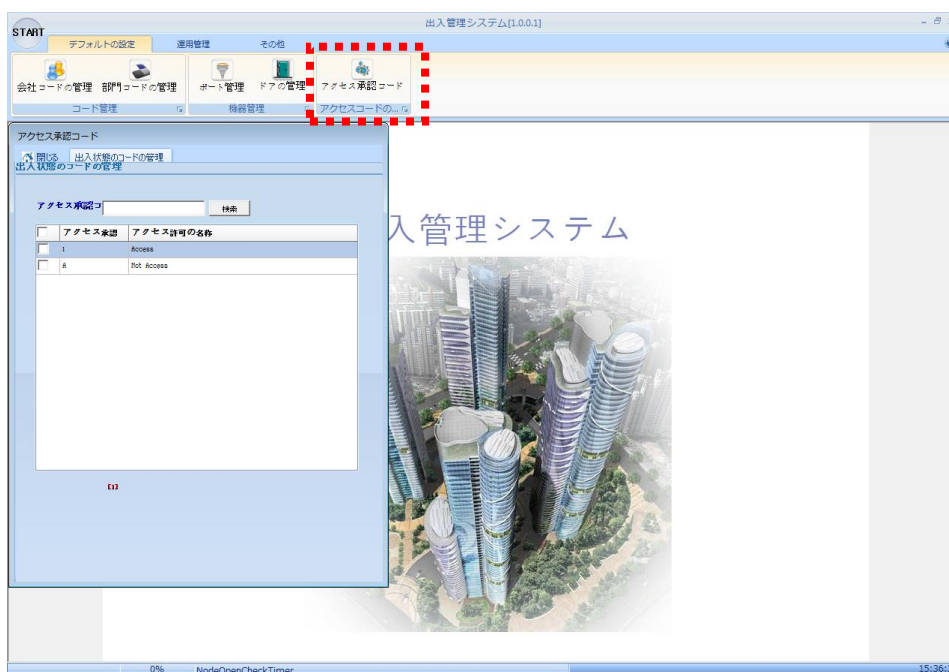 出入管理システム[1.0.0.1]
START
デフォルトの設定 運用管理 その他
会社コードの管理 部門コードの管理 ポート管理 ドアの管理 アクセス承認コード
コード管理 機器管理 アクセスコードの...
アクセス承認コード
閉じる 出入状態のコードの管理
出入状態のコードの管理
アクセス承認コ 検索
アクセス承認 アクセス許可の名称
1 Access
A Not Access
入管理システム
[1]
0% NodeOpenCheckTimer 15:36: